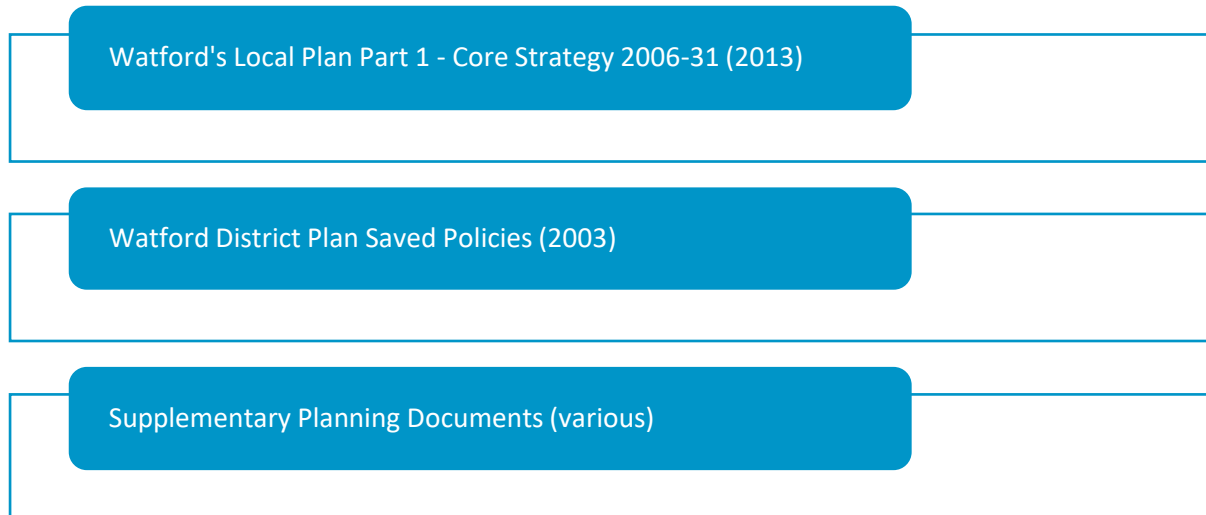 Watford's Local Plan Part 1 - Core Strategy 2006-31 (2013)
Watford District Plan Saved Policies (2003)
Supplementary Planning Documents (various)